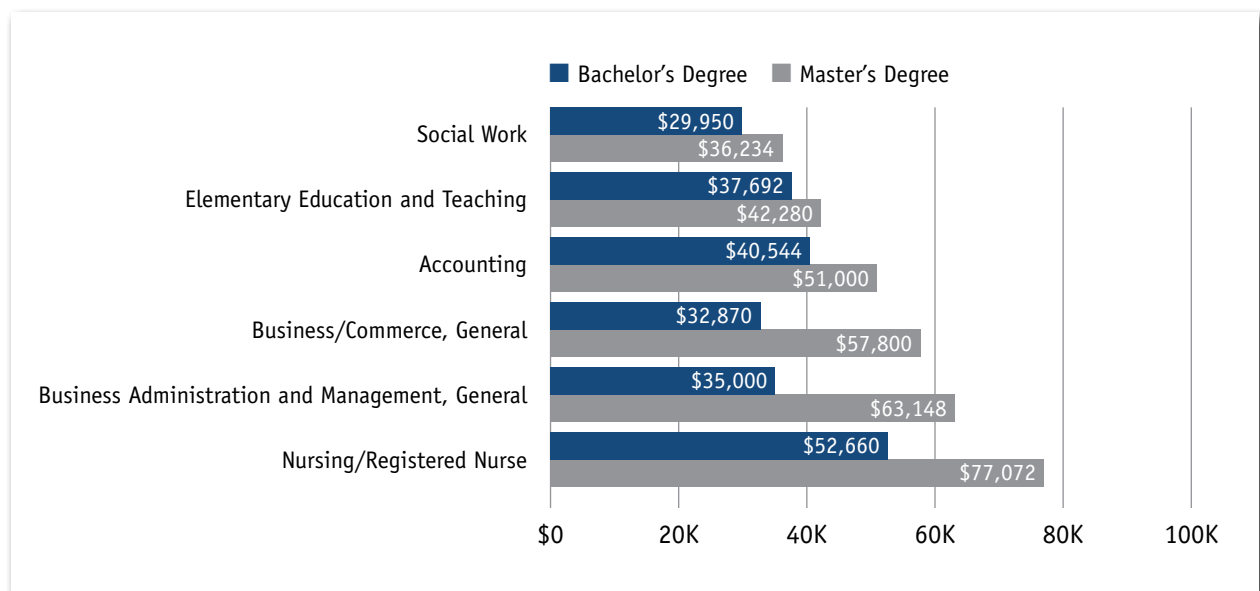 Bachelor's Degree Master's Degree
Social Work
$29,950
$36,234
Elementary Education and Teaching
$37,692
$42,280
Accounting
$40,544
$51,000
Business/Commerce, General
$32,870
$57,800
Business Administration and Management, General
$35,000
$63,148
Nursing/Registered Nurse
$52,660
$77,072
$0 20K 40K 60K 80K 100K